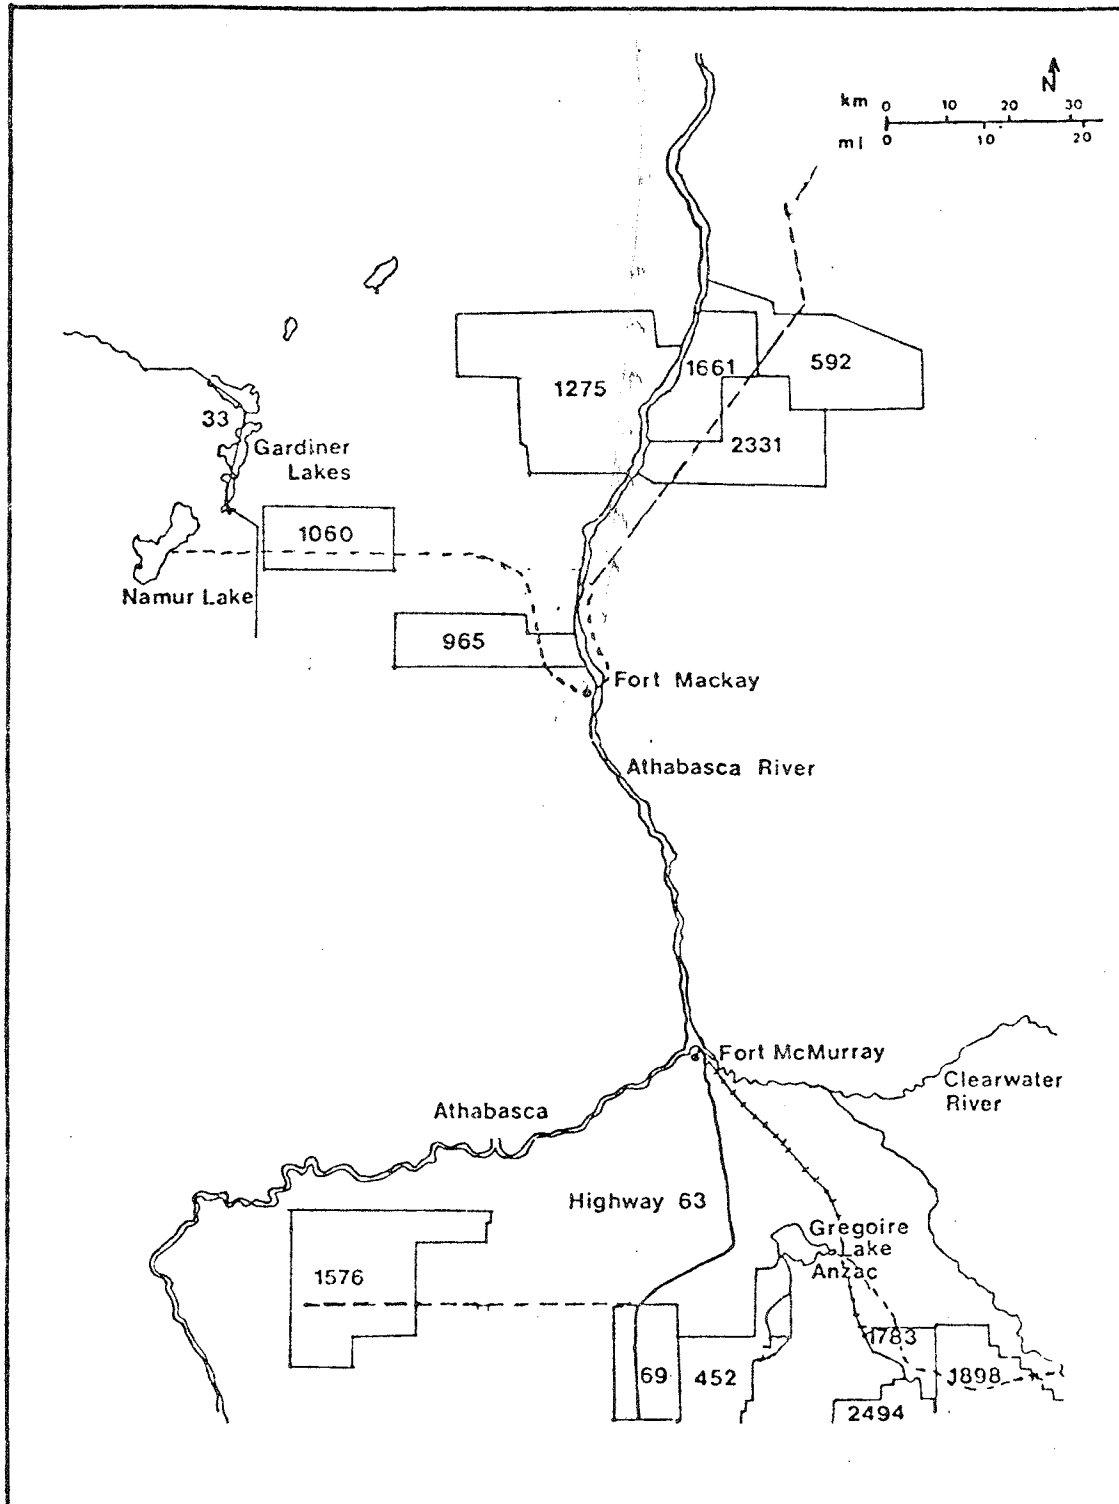 N
km 0 10 20 30
mI 0 10 20
1661
592
1275
33
2331
Gardiner
Lakes
1060
Namur Lake
965
Fort Mackay
Athabasca River
Fort McMurray
Clearwater
River
Athabasca
Highway 63
Gregoire
Lake
Anzac
1576
1783
69
452
1898
2494